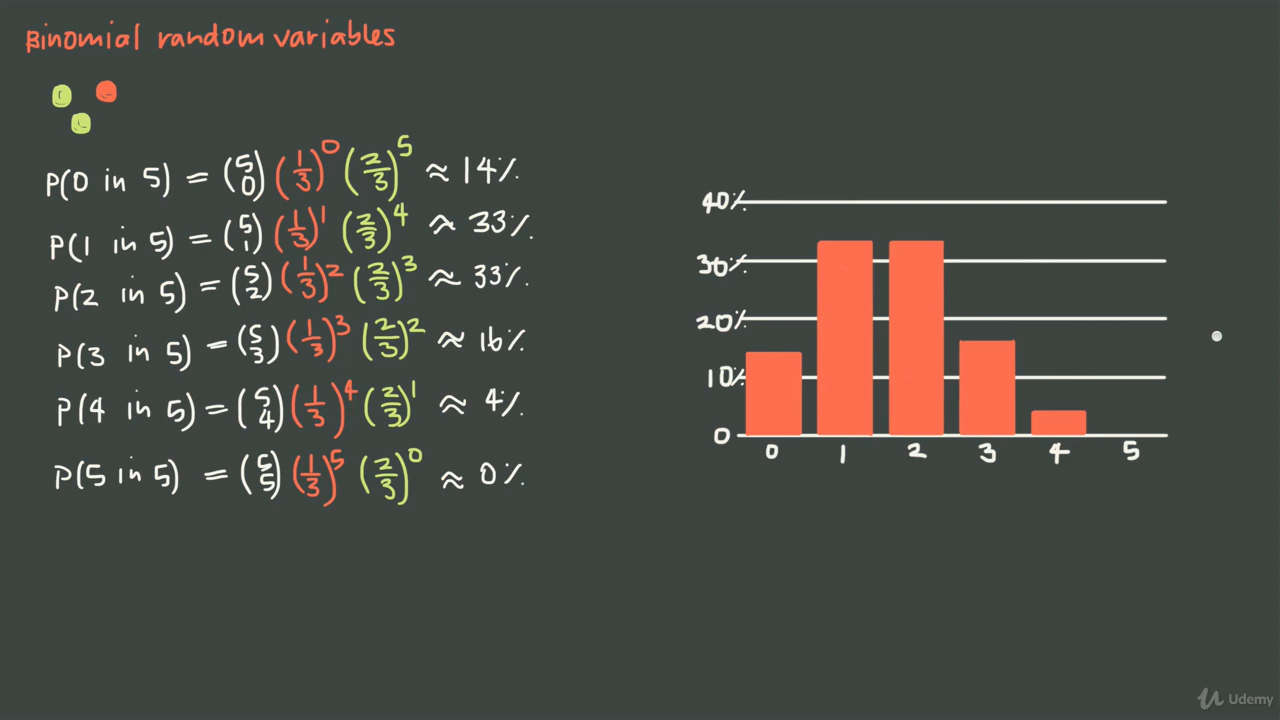 Binomial random variables
P(0 in 5) = (5 0) (1/3)^0 (2/3)^5 ≈ 14%
P(1 in 5) = (5 1) (1/3)^1 (2/3)^4 ≈ 33%
P(2 in 5) = (5 2) (1/3)^2 (2/3)^3 ≈ 33%
P(3 in 5) = (5 3) (1/3)^3 (2/3)^2 ≈ 16%
P(4 in 5) = (5 4) (1/3)^4 (2/3)^1 ≈ 4%
P(5 in 5) = (5 5) (1/3)^5 (2/3)^0 ≈ 0%
40%
30%
20%
10%
0
0 1 2 3 4 5
Udemy